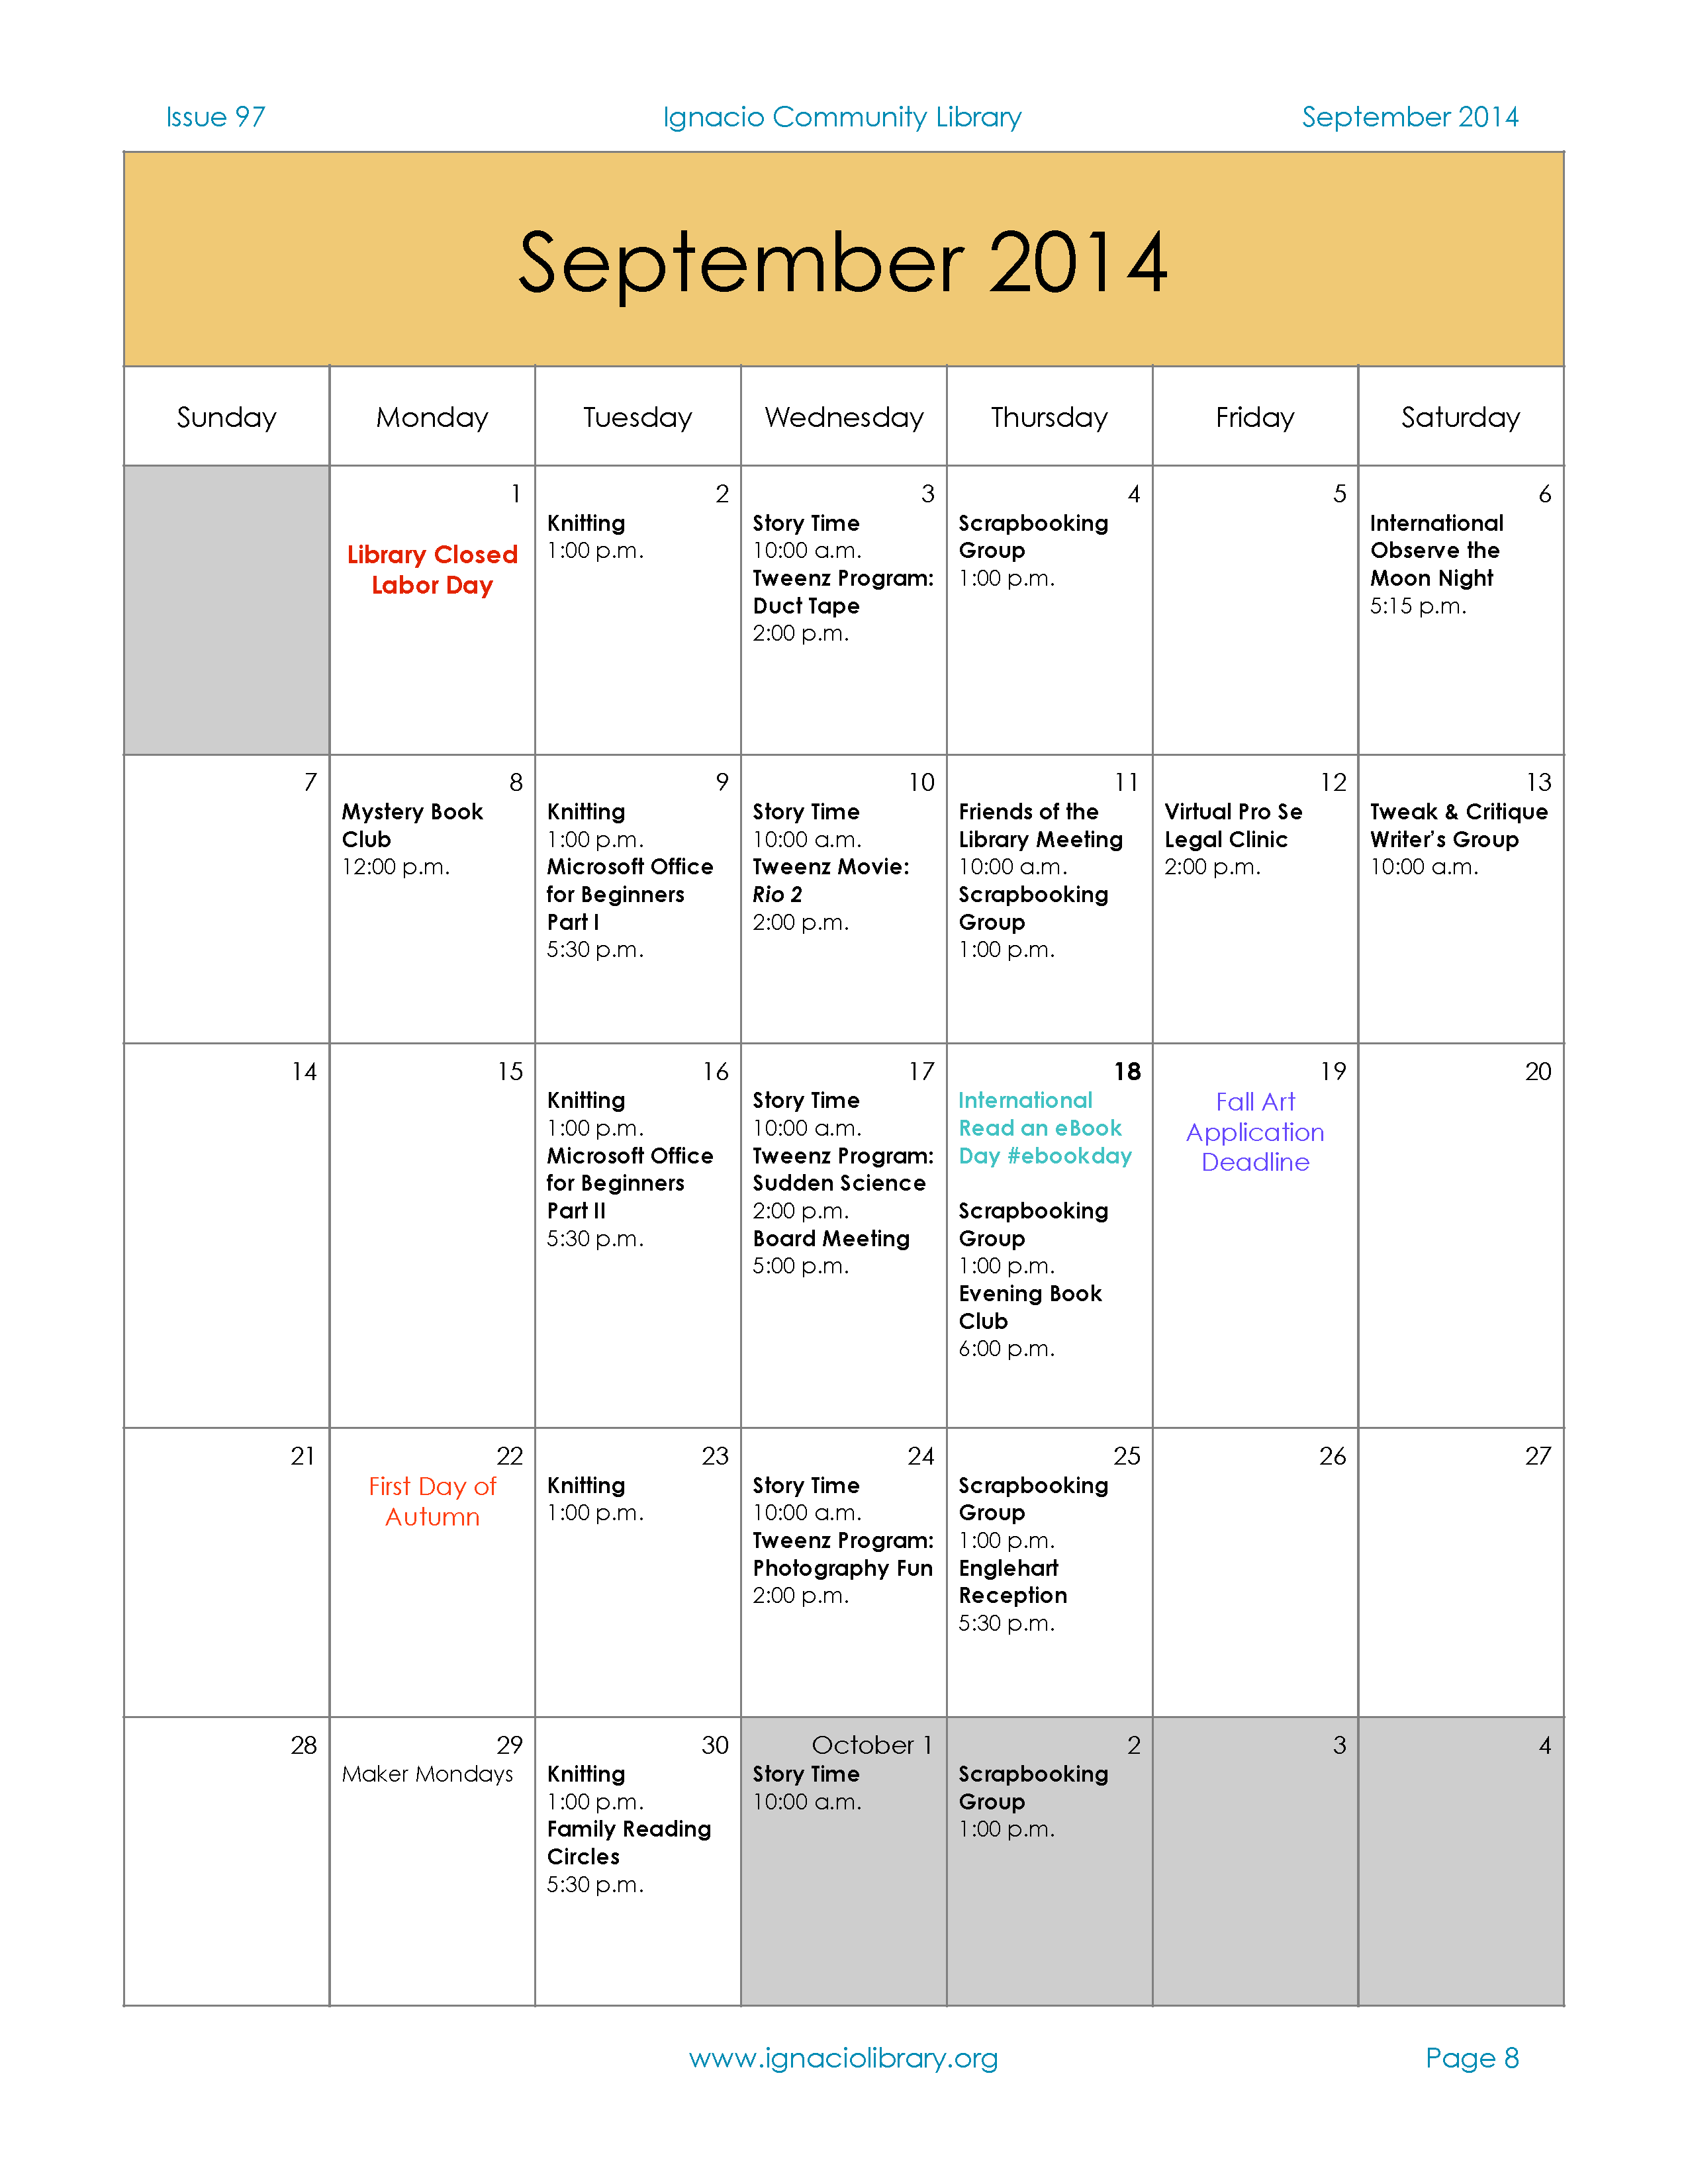 Issue 97 Ignacio Community Library September 2014
September 2014
Sunday Monday Tuesday Wednesday Thursday Friday Saturday
1
Library Closed
Labor Day
2
Knitting
1:00 p.m.
3
Story Time
10:00 a.m.
Tweenz Program:
Duct Tape
2:00 p.m.
4
Scrapbooking
Group
1:00 p.m.
5
6
International
Observe the
Moon Night
5:15 p.m.
7
8
Mystery Book
Club
12:00 p.m.
9
Knitting
1:00 p.m.
Microsoft Office
for Beginners
Part I
5:30 p.m.
10
Story Time
10:00 a.m.
Tweenz Movie:
Rio 2
2:00 p.m.
11
Friends of the
Library Meeting
10:00 a.m.
Scrapbooking
Group
1:00 p.m.
12
Virtual Pro Se
Legal Clinic
2:00 p.m.
13
Tweak & Critique
Writer’s Group
10:00 a.m.
14
15
16
Knitting
1:00 p.m.
Microsoft Office
for Beginners
Part II
5:30 p.m.
17
Story Time
10:00 a.m.
Tweenz Program:
Sudden Science
2:00 p.m.
Board Meeting
5:00 p.m.
18
International
Read an eBook
Day #ebookday
Scrapbooking
Group
1:00 p.m.
Evening Book
Club
6:00 p.m.
19
Fall Art
Application
Deadline
20
21
22
First Day of
Autumn
23
Knitting
1:00 p.m.
24
Story Time
10:00 a.m.
Tweenz Program:
Photography Fun
2:00 p.m.
25
Scrapbooking
Group
1:00 p.m.
Englehart
Reception
5:30 p.m.
26
27
28
29
Maker Mondays
30
Knitting
1:00 p.m.
Family Reading
Circles
5:30 p.m.
October 1
Story Time
10:00 a.m.
2
Scrapbooking
Group
1:00 p.m.
3
4
www.ignaciolibrary.org Page 8